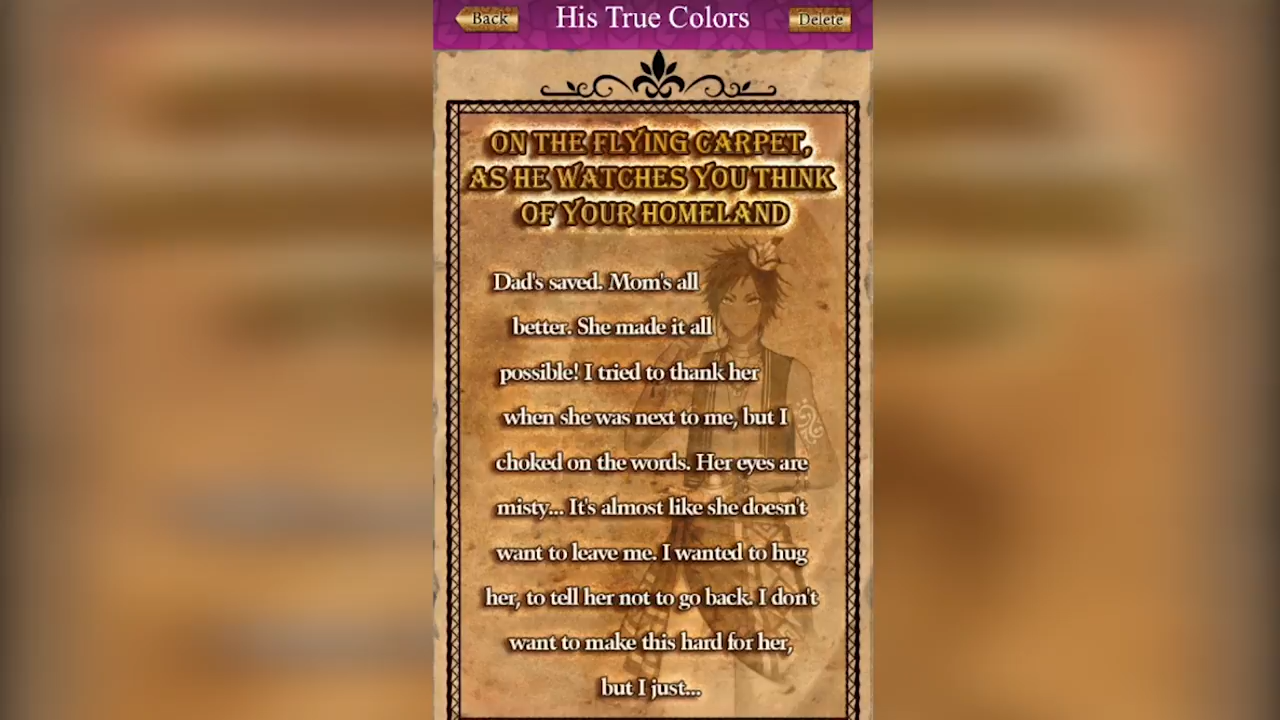 Back
His True Colors
Delete
ON THE FLYING CARPET,
AS HE WATCHES YOU THINK
OF YOUR HOMELAND
Dad's saved. Mom's all
better. She made it all
possible! I tried to thank her
when she was next to me, but I
choked on the words. Her eyes are
misty... It's almost like she doesn't
want to leave me. I wanted to hug
her, to tell her not to go back. I don't
want to make this hard for her,
but I just...